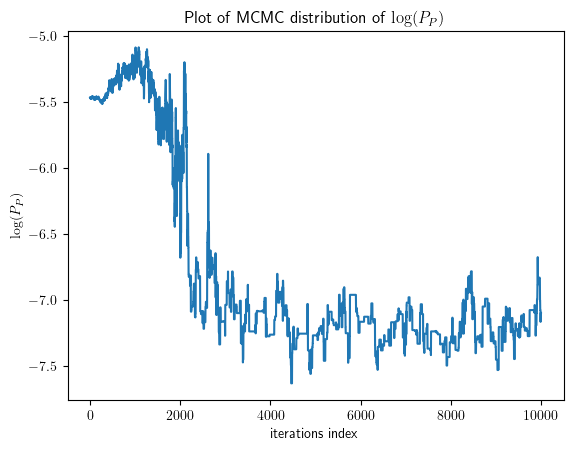 Plot of MCMC distribution of log(P_P)
log(P_P)
−5.0
−5.5
−6.0
−6.5
−7.0
−7.5
0 2000 4000 6000 8000 10000
iterations index